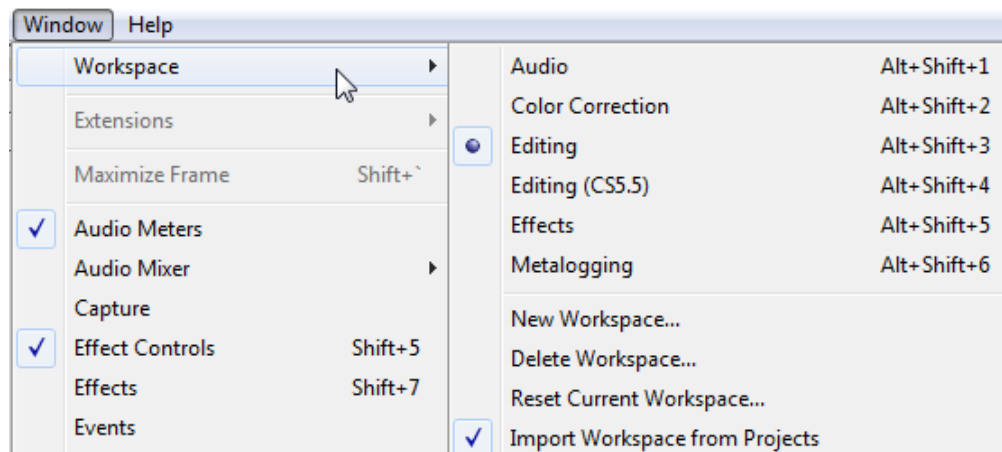 Window Help
Workspace
Extensions
Maximize Frame Shift+`
Audio Meters
Audio Mixer
Capture
Effect Controls Shift+5
Effects Shift+7
Events
Audio Alt+Shift+1
Color Correction Alt+Shift+2
Editing Alt+Shift+3
Editing (CS5.5) Alt+Shift+4
Effects Alt+Shift+5
Metalogging Alt+Shift+6
New Workspace...
Delete Workspace...
Reset Current Workspace...
Import Workspace from Projects